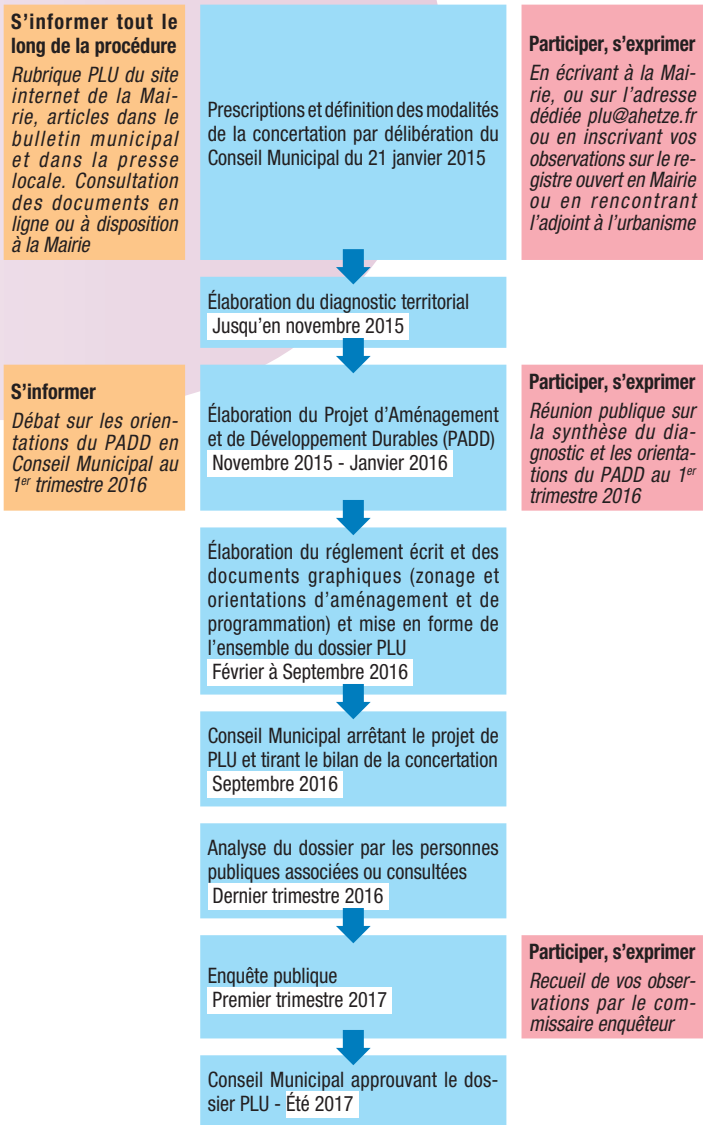 S'informer tout le
long de la procédure
Rubrique PLU du site
internet de la Mai-
rie, articles dans le
bulletin municipal
et dans la presse
locale. Consultation
des documents en
ligne ou à disposition
à la Mairie
Prescriptions et définition des modalités
de la concertation par délibération du
Conseil Municipal du 21 janvier 2015
Participer, s'exprimer
En écrivant à la Mai-
rie, ou sur l'adresse
dédiée plu@ahetze.fr
ou en inscrivant vos
observations sur le re-
gistre ouvert en Mairie
ou en rencontrant
l'adjoint à l'urbanisme
Élaboration du diagnostic territorial
Jusqu'en novembre 2015
S'informer
Débat sur les orien-
tations du PADD en
Conseil Municipal au
1er trimestre 2016
Élaboration du Projet d'Aménagement
et de Développement Durables (PADD)
Novembre 2015 - Janvier 2016
Participer, s'exprimer
Réunion publique sur
la synthèse du dia-
gnostic et les orienta-
tions du PADD au 1er
trimestre 2016
Élaboration du réglement écrit et des
documents graphiques (zonage et
orientations d'aménagement et de
programmation) et mise en forme de
l'ensemble du dossier PLU
Février à Septembre 2016
Conseil Municipal arrêtant le projet de
PLU et tirant le bilan de la concertation
Septembre 2016
Analyse du dossier par les personnes
publiques associées ou consultées
Dernier trimestre 2016
Enquête publique
Premier trimestre 2017
Participer, s'exprimer
Recueil de vos obser-
vations par le com-
missaire enquêteur
Conseil Municipal approuvant le dos-
sier PLU - Été 2017